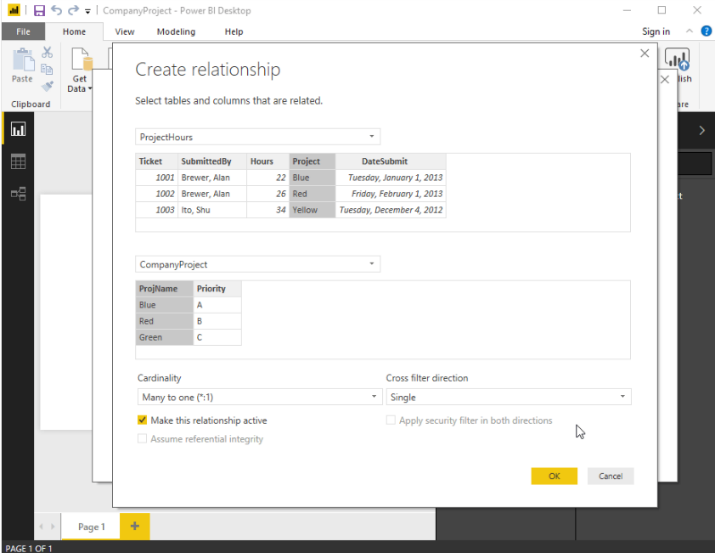 CompanyProject - Power BI Desktop
File Home View Modeling Help Sign in
Paste Get
Data
Clipboard
Create relationship
Select tables and columns that are related.
ProjectHours
Ticket SubmittedBy Hours Project DateSubmit
1001 Brewer, Alan 22 Blue Tuesday, January 1, 2013
1002 Brewer, Alan 26 Red Friday, February 1, 2013
1003 Ito, Shu 34 Yellow Tuesday, December 4, 2012
CompanyProject
ProjName Priority
Blue A
Red B
Green C
Cardinality Cross filter direction
Many to one (*:1) Single
Make this relationship active Apply security filter in both directions
Assume referential integrity
OK Cancel
Page 1
PAGE 1 OF 1